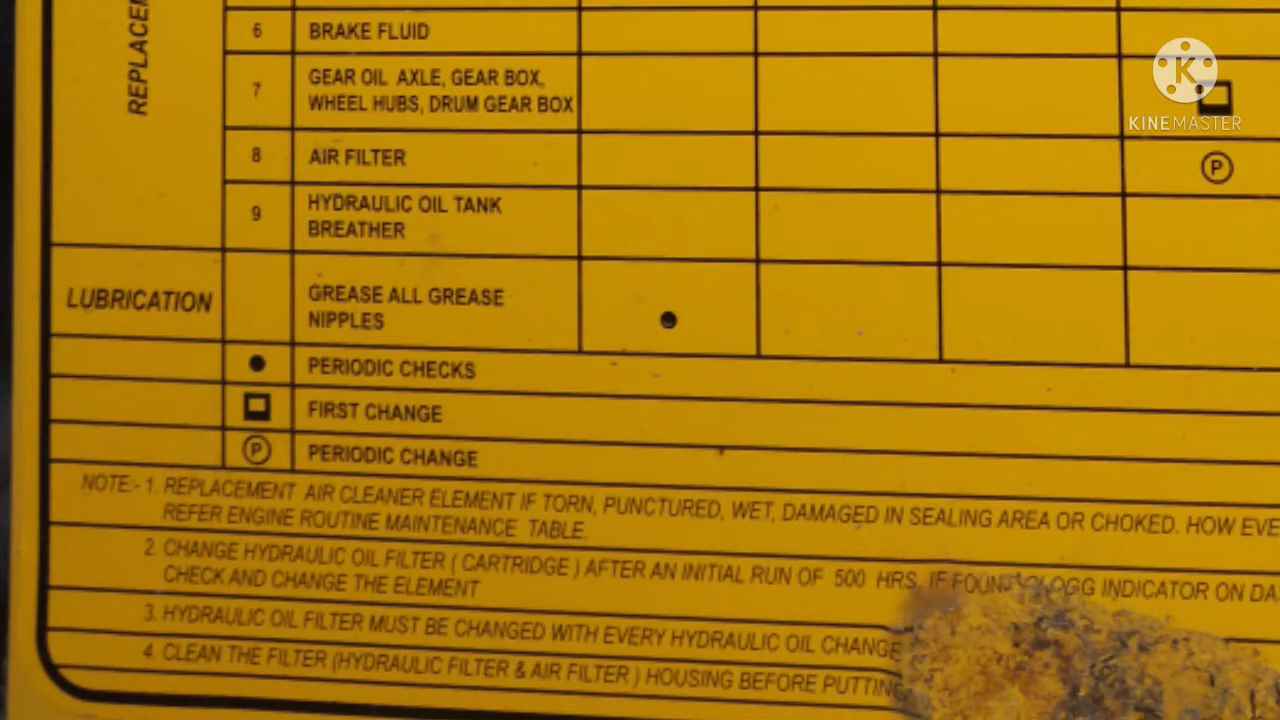 REPLACE
6 BRAKE FLUID
7 GEAR OIL AXLE, GEAR BOX,
WHEEL HUBS, DRUM GEAR BOX
K
KINEMASTER
8 AIR FILTER P
9 HYDRAULIC OIL TANK
BREATHER
LUBRICATION GREASE ALL GREASE
NIPPLES ●
● PERIODIC CHECKS
FIRST CHANGE
P PERIODIC CHANGE
NOTE:- 1. REPLACEMENT AIR CLEANER ELEMENT IF TORN, PUNCTURED, WET, DAMAGED IN SEALING AREA OR CHOKED. HOW EVE
REFER ENGINE ROUTINE MAINTENANCE TABLE.
2. CHANGE HYDRAULIC OIL FILTER ( CARTRIDGE ) AFTER AN INITIAL RUN OF 500 HRS. IF FOUND INDICATOR ON DA
CHECK AND CHANGE THE ELEMENT
3. HYDRAULIC OIL FILTER MUST BE CHANGED WITH EVERY HYDRAULIC OIL CHANGE
4. CLEAN THE FILTER (HYDRAULIC FILTER & AIR FILTER ) HOUSING BEFORE PUTTING